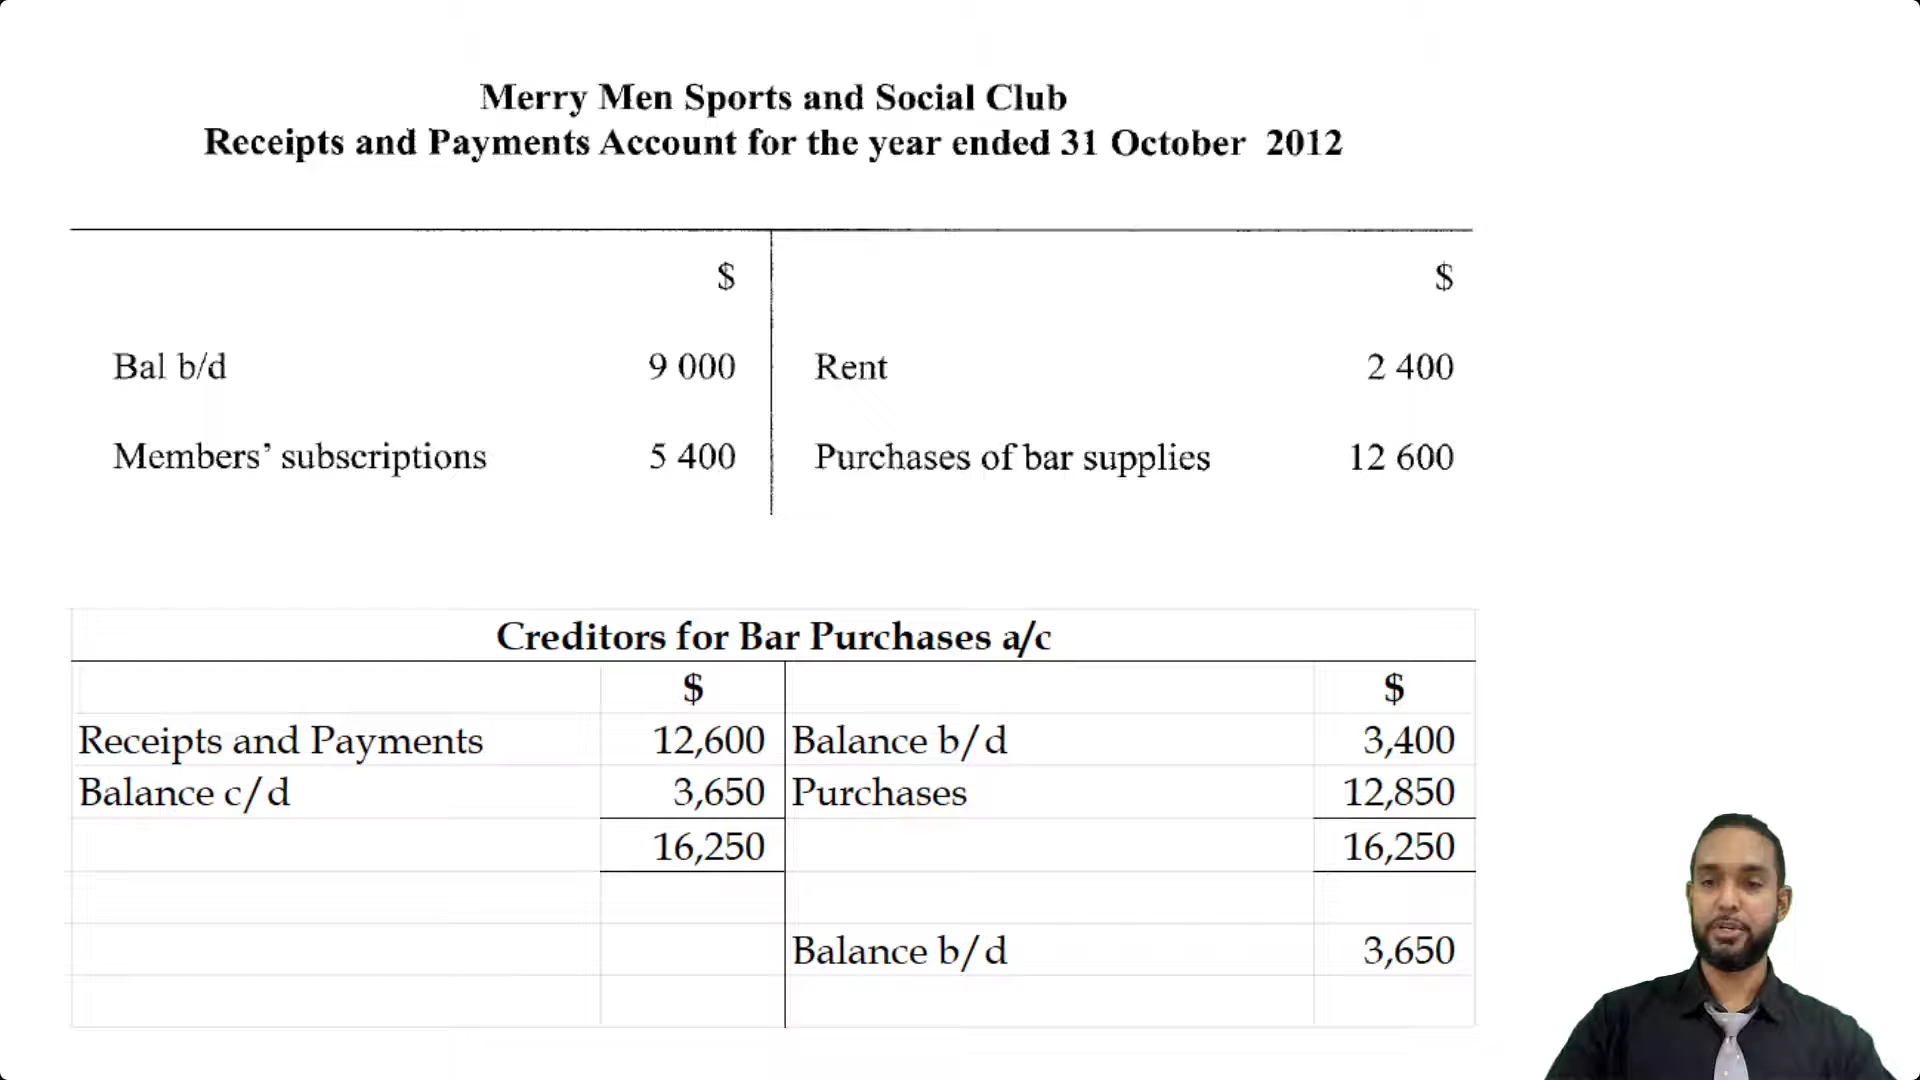 Merry Men Sports and Social Club
Receipts and Payments Account for the year ended 31 October 2012
$ $
Bal b/d 9 000 Rent 2 400
Members' subscriptions 5 400 Purchases of bar supplies 12 600
Creditors for Bar Purchases a/c
$ $
Receipts and Payments 12,600 Balance b/d 3,400
Balance c/d 3,650 Purchases 12,850
16,250 16,250
Balance b/d 3,650